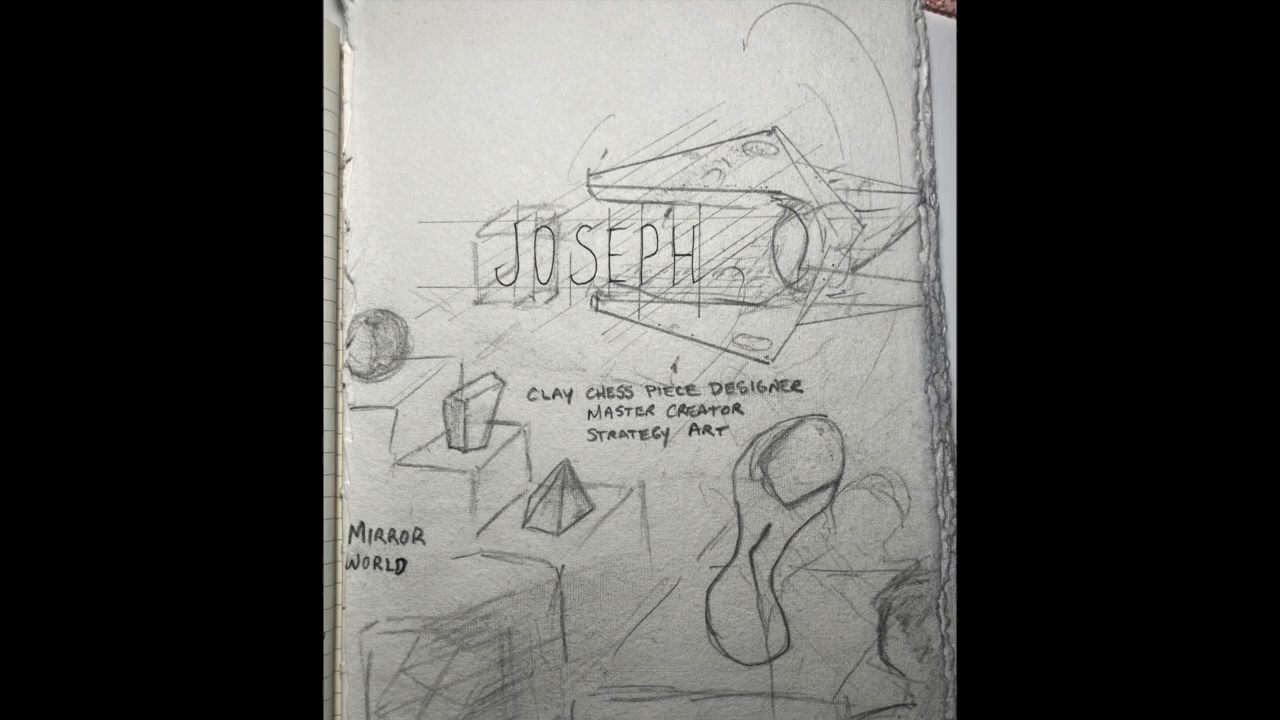 JOSEPH
CLAY CHESS PIECE DESIGNER
MASTER CREATOR
STRATEGY ART
MIRROR
WORLD